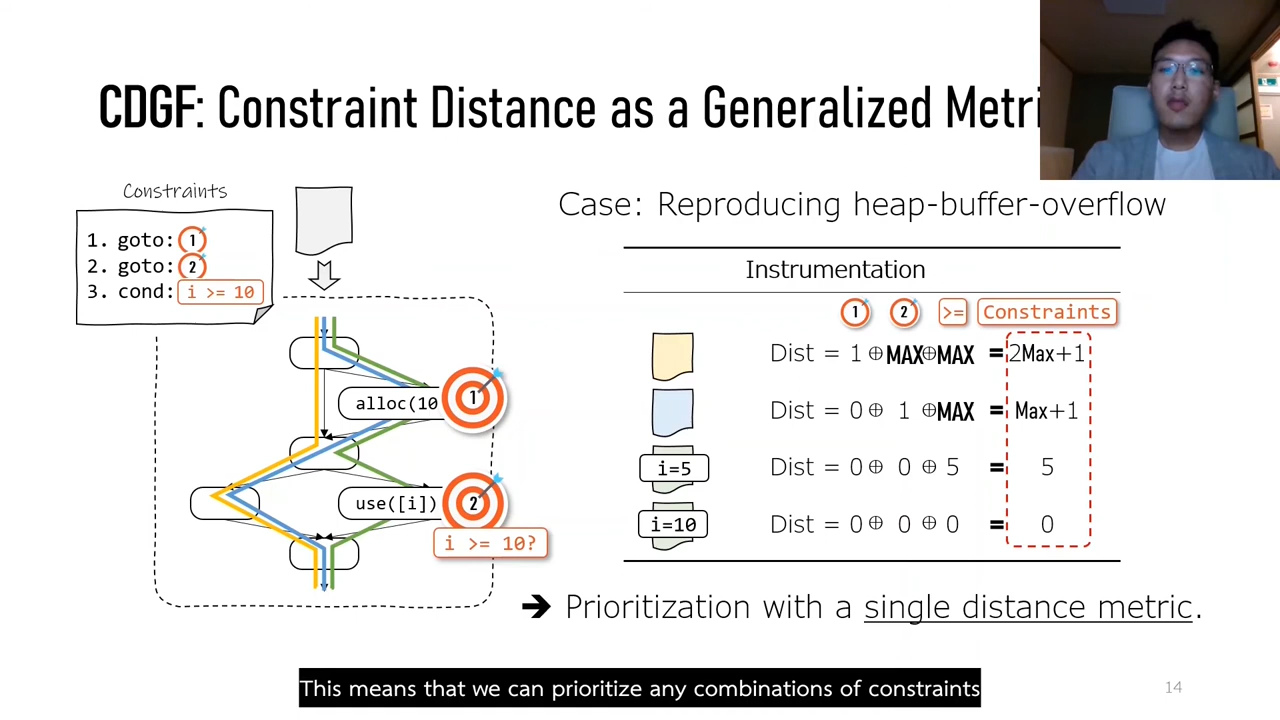 CDGF: Constraint Distance as a Generalized Metri
Constraints
1. goto: 1
2. goto: 2
3. cond: i >= 10
alloc(10
1
use([i])
2
i >= 10?
Case: Reproducing heap-buffer-overflow
Instrumentation
1 2 >= Constraints
Dist = 1 ⊕ MAX ⊕ MAX = 2Max+1
Dist = 0 ⊕ 1 ⊕ MAX = Max+1
i=5 Dist = 0 ⊕ 0 ⊕ 5 = 5
i=10 Dist = 0 ⊕ 0 ⊕ 0 = 0
➔ Prioritization with a single distance metric.
This means that we can prioritize any combinations of constraints
14